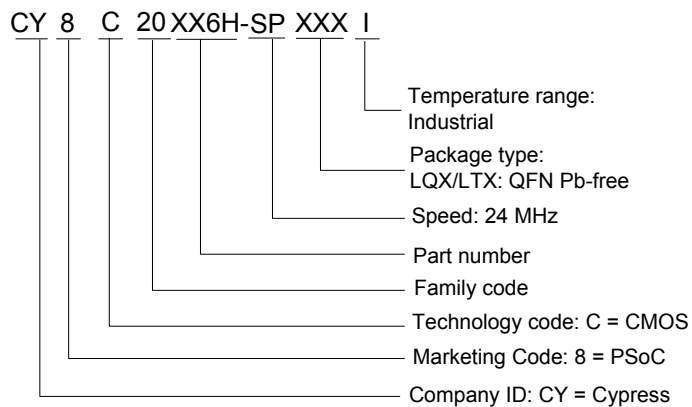 CY 8 C 20 XX6H-SP XXX I
Temperature range:
Industrial
Package type:
LQX/LTX: QFN Pb-free
Speed: 24 MHz
Part number
Family code
Technology code: C = CMOS
Marketing Code: 8 = PSoC
Company ID: CY = Cypress